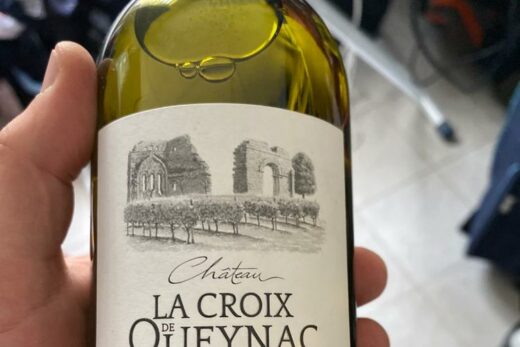 Château
LA CROIX
DE
QUEYNAC